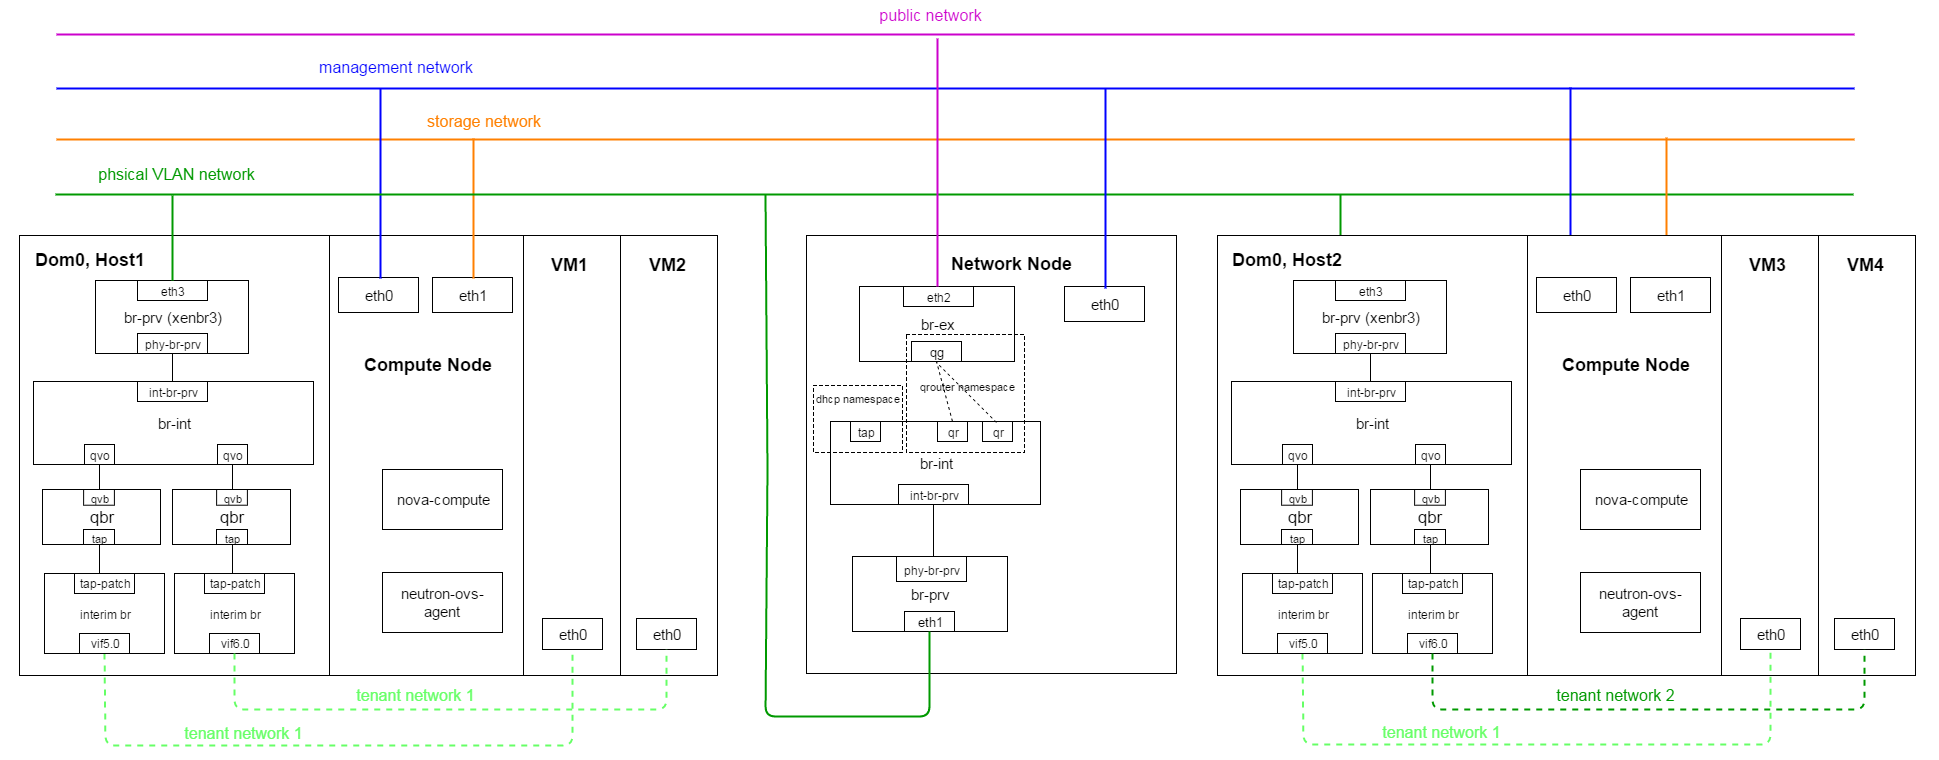 public network
management network
storage network
phsical VLAN network
Dom0, Host1
eth3
br-prv (xenbr3)
phy-br-prv
int-br-prv
br-int
qvo
qvo
qvb
qvb
qbr
qbr
tap
tap
tap-patch
tap-patch
interim br
interim br
vif5.0
vif6.0
eth0
eth1
Compute Node
nova-compute
neutron-ovs-
agent
VM1
eth0
VM2
eth0
tenant network 1
tenant network 1
Network Node
eth2
eth0
br-ex
qg
qrouter namespace
dhcp namespace
tap
qr
qr
br-int
int-br-prv
phy-br-prv
br-prv
eth1
Dom0, Host2
eth3
br-prv (xenbr3)
phy-br-prv
int-br-prv
br-int
qvo
qvo
qvb
qvb
qbr
qbr
tap
tap
tap-patch
tap-patch
interim br
interim br
vif5.0
vif6.0
eth0
eth1
Compute Node
nova-compute
neutron-ovs-
agent
VM3
eth0
VM4
eth0
tenant network 2
tenant network 1